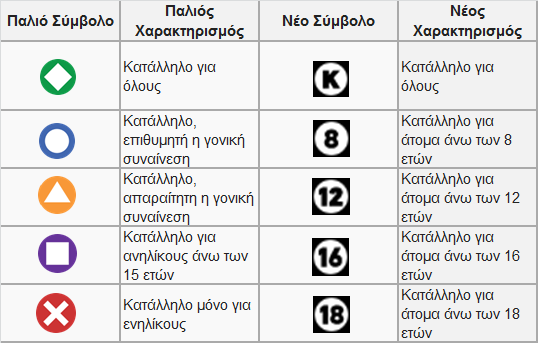 Παλιό Σύμβολο
Παλιός
Χαρακτηρισμός
Νέο Σύμβολο
Νέος
Χαρακτηρισμός
Κατάλληλο για
όλους
K
Κατάλληλο για
όλους
Κατάλληλο,
επιθυμητή η γονική
συναίνεση
8
Κατάλληλο για
άτομα άνω των 8
ετών
Κατάλληλο,
απαραίτητη η γονική
συναίνεση
12
Κατάλληλο για
άτομα άνω των 12
ετών
Κατάλληλο για
ανηλίκους άνω των
15 ετών
16
Κατάλληλο για
άτομα άνω των 16
ετών
Κατάλληλο μόνο για
ενηλίκους
18
Κατάλληλο για
άτομα άνω των 18
ετών